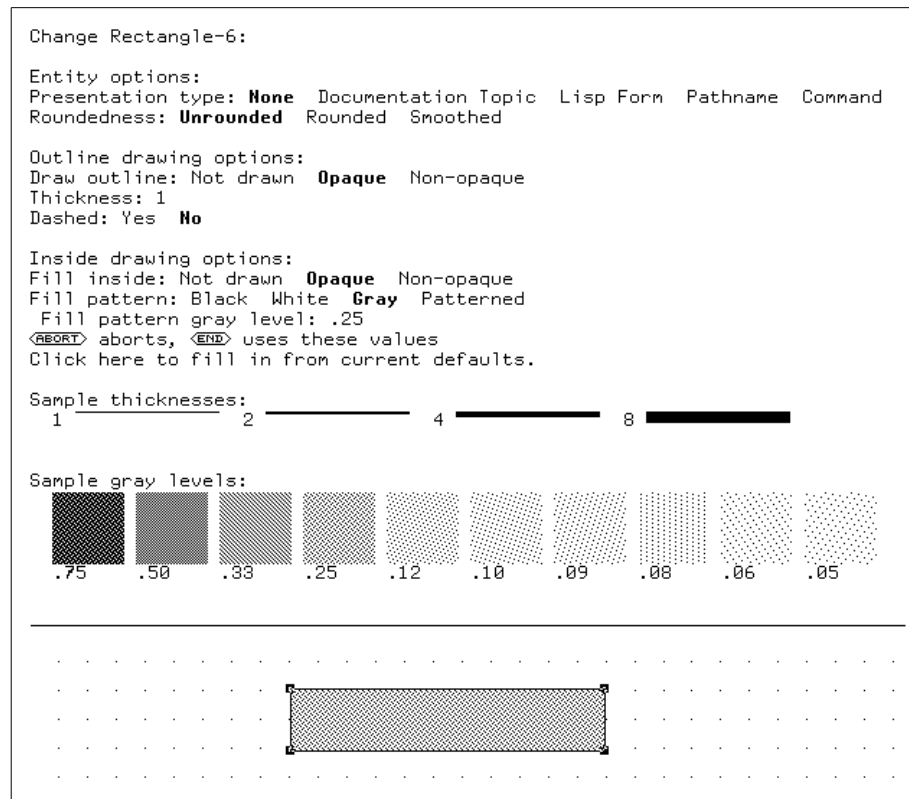 Change Rectangle-6:
Entity options:
Presentation type: None Documentation Topic Lisp Form Pathname Command
Roundedness: Unrounded Rounded Smoothed
Outline drawing options:
Draw outline: Not drawn Opaque Non-opaque
Thickness: 1
Dashed: Yes No
Inside drawing options:
Fill inside: Not drawn Opaque Non-opaque
Fill pattern: Black White Gray Patterned
Fill pattern gray level: .25
ABORT aborts, END uses these values
Click here to fill in from current defaults.
Sample thicknesses:
1 2 4 8
Sample gray levels:
.75 .50 .33 .25 .12 .10 .09 .08 .06 .05